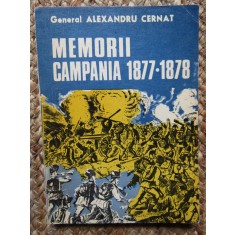 General ALEXANDRU CERNAT
MEMORII
CAMPANIA 1877-1878